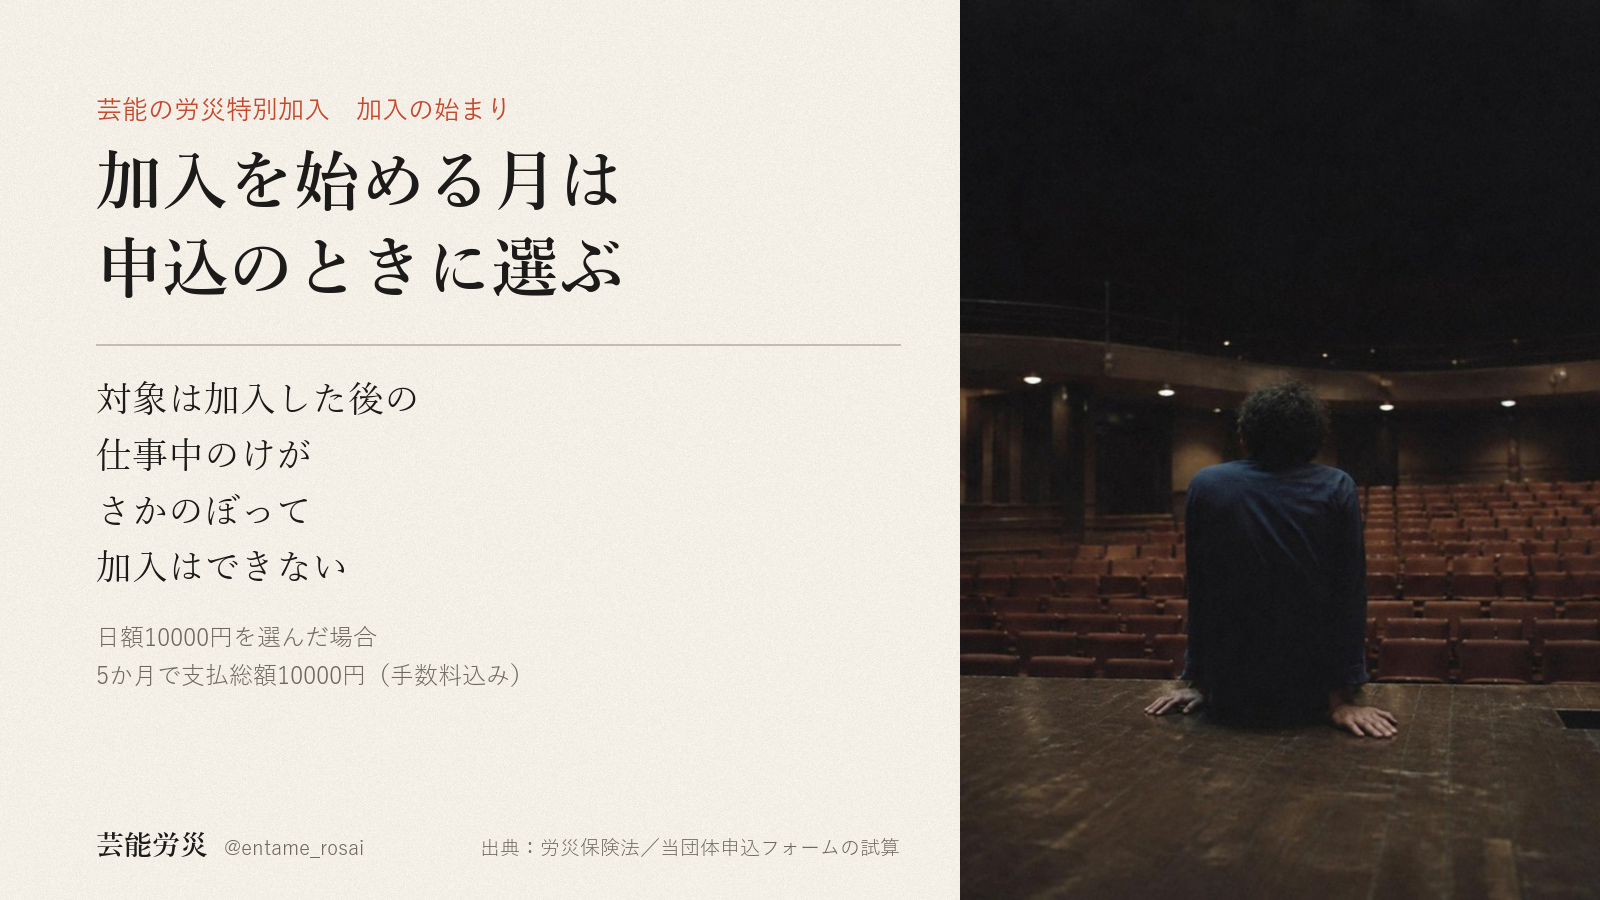 芸能の労災特別加入　加入の始まり
加入を始める月は
申込のときに選ぶ
対象は加入した後の
仕事中のけが
さかのぼって
加入はできない
日額10000円を選んだ場合
5か月で支払総額10000円（手数料込み）
芸能労災 @entame_rosai
出典：労災保険法／当団体申込フォームの試算